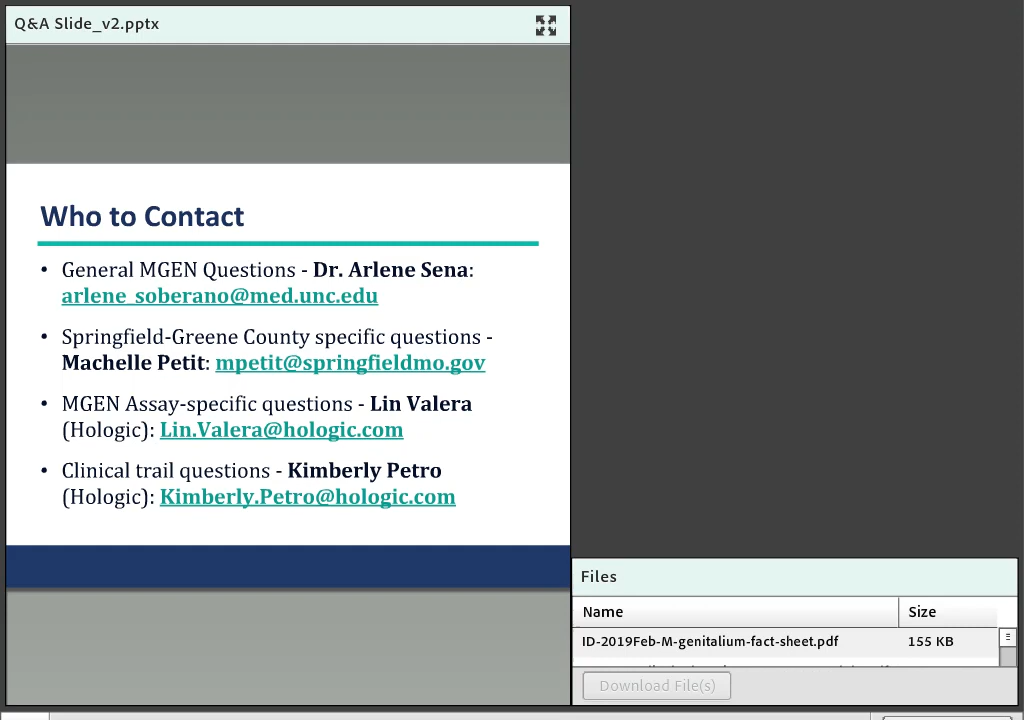 Q&A Slide_v2.pptx
Who to Contact
• General MGEN Questions - Dr. Arlene Sena:
arlene_soberano@med.unc.edu
• Springfield-Greene County specific questions -
Machelle Petit: mpetit@springfieldmo.gov
• MGEN Assay-specific questions - Lin Valera
(Hologic): Lin.Valera@hologic.com
• Clinical trail questions - Kimberly Petro
(Hologic): Kimberly.Petro@hologic.com
Files
Name Size
ID-2019Feb-M-genitalium-fact-sheet.pdf 155 KB
Download File(s)